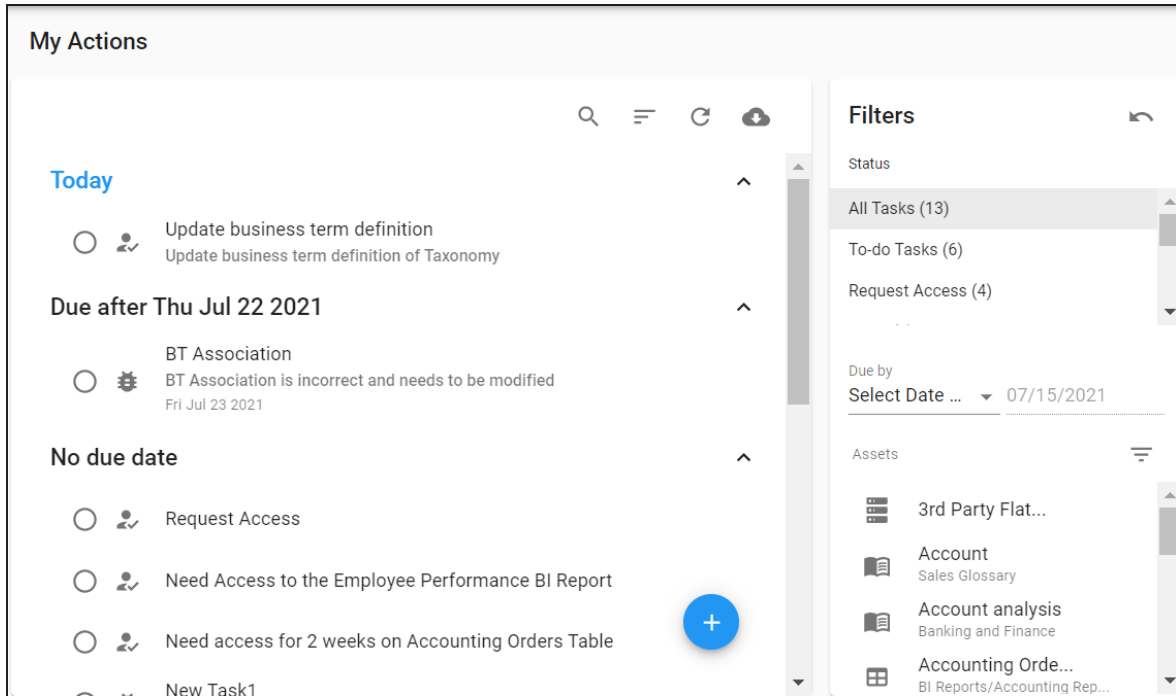 My Actions
Today
Update business term definition
Update business term definition of Taxonomy
Due after Thu Jul 22 2021
BT Association
BT Association is incorrect and needs to be modified
Fri Jul 23 2021
No due date
Request Access
Need Access to the Employee Performance BI Report
Need access for 2 weeks on Accounting Orders Table
New Task1
+
Filters
Status
All Tasks (13)
To-do Tasks (6)
Request Access (4)
Due by
Select Date ... 07/15/2021
Assets
3rd Party Flat...
Account
Sales Glossary
Account analysis
Banking and Finance
Accounting Orde...
BI Reports/Accounting Rep...